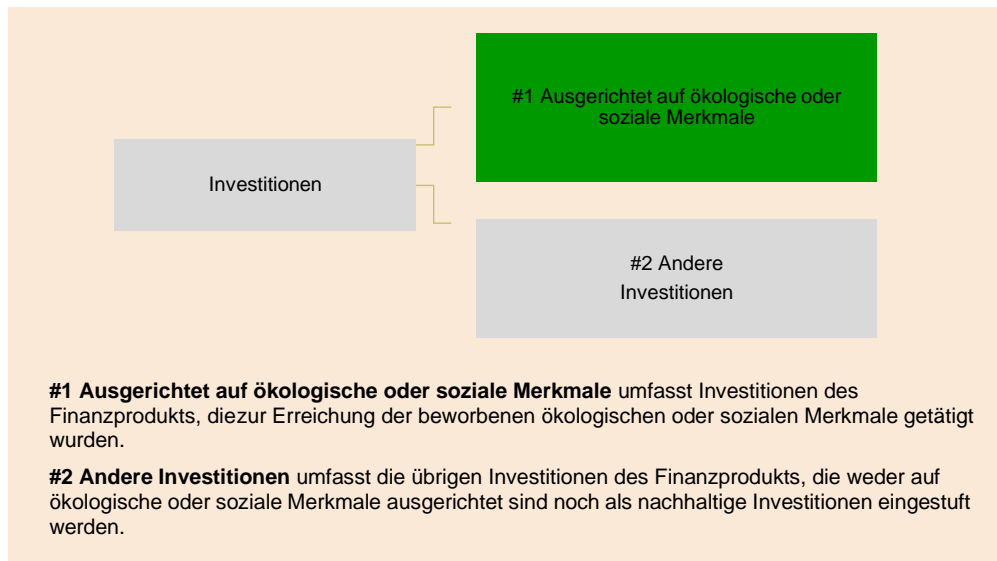 #1 Ausgerichtet auf ökologische oder
soziale Merkmale
Investitionen
#2 Andere
Investitionen
#1 Ausgerichtet auf ökologische oder soziale Merkmale umfasst Investitionen des
Finanzprodukts, diezur Erreichung der beworbenen ökologischen oder sozialen Merkmale getätigt
wurden.
#2 Andere Investitionen umfasst die übrigen Investitionen des Finanzprodukts, die weder auf
ökologische oder soziale Merkmale ausgerichtet sind noch als nachhaltige Investitionen eingestuft
werden.